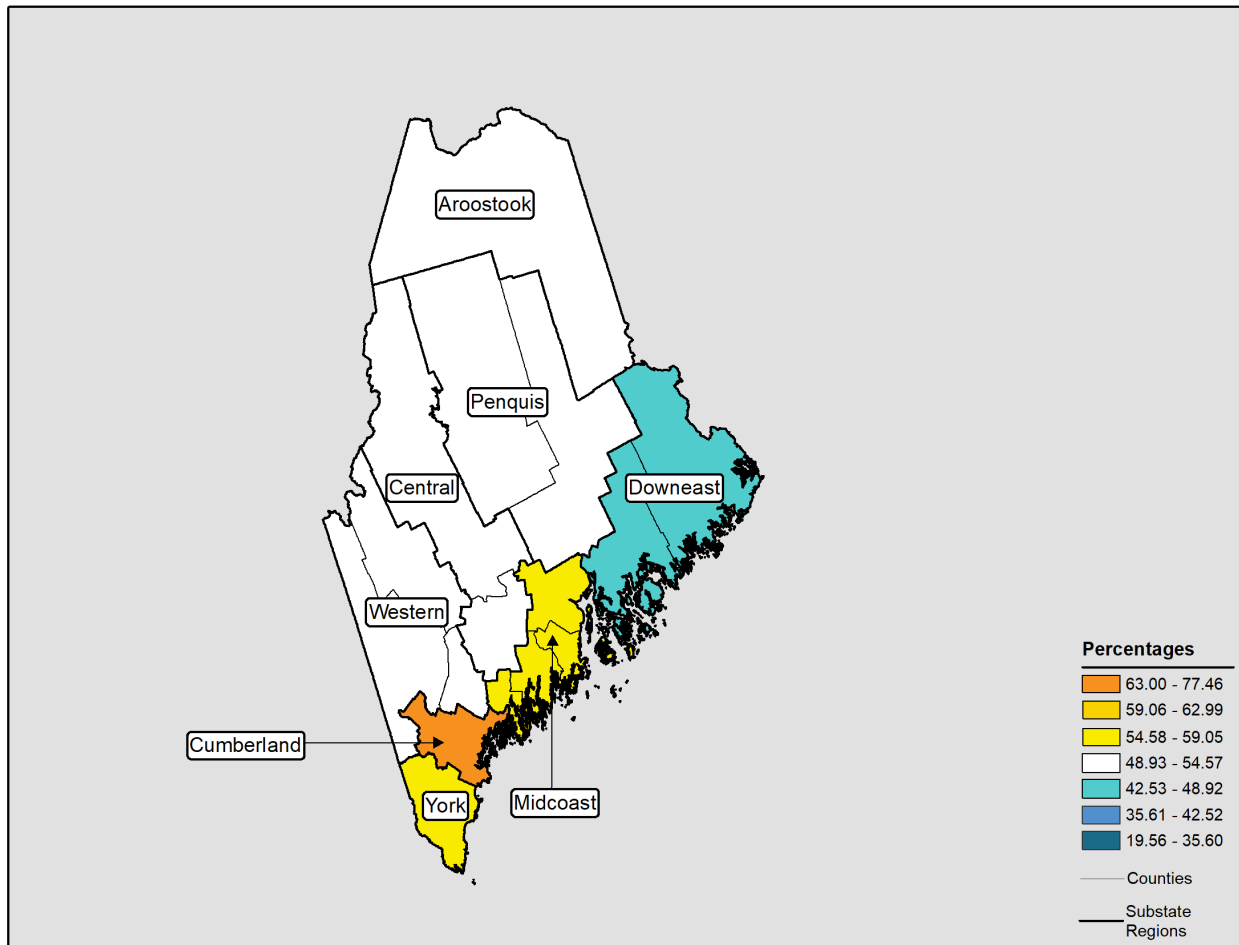 Aroostook
Penquis
Central
Downeast
Western
Cumberland
York
Midcoast
Percentages
63.00 - 77.46
59.06 - 62.99
54.58 - 59.05
48.93 - 54.57
42.53 - 48.92
35.61 - 42.52
19.56 - 35.60
Counties
Substate
Regions